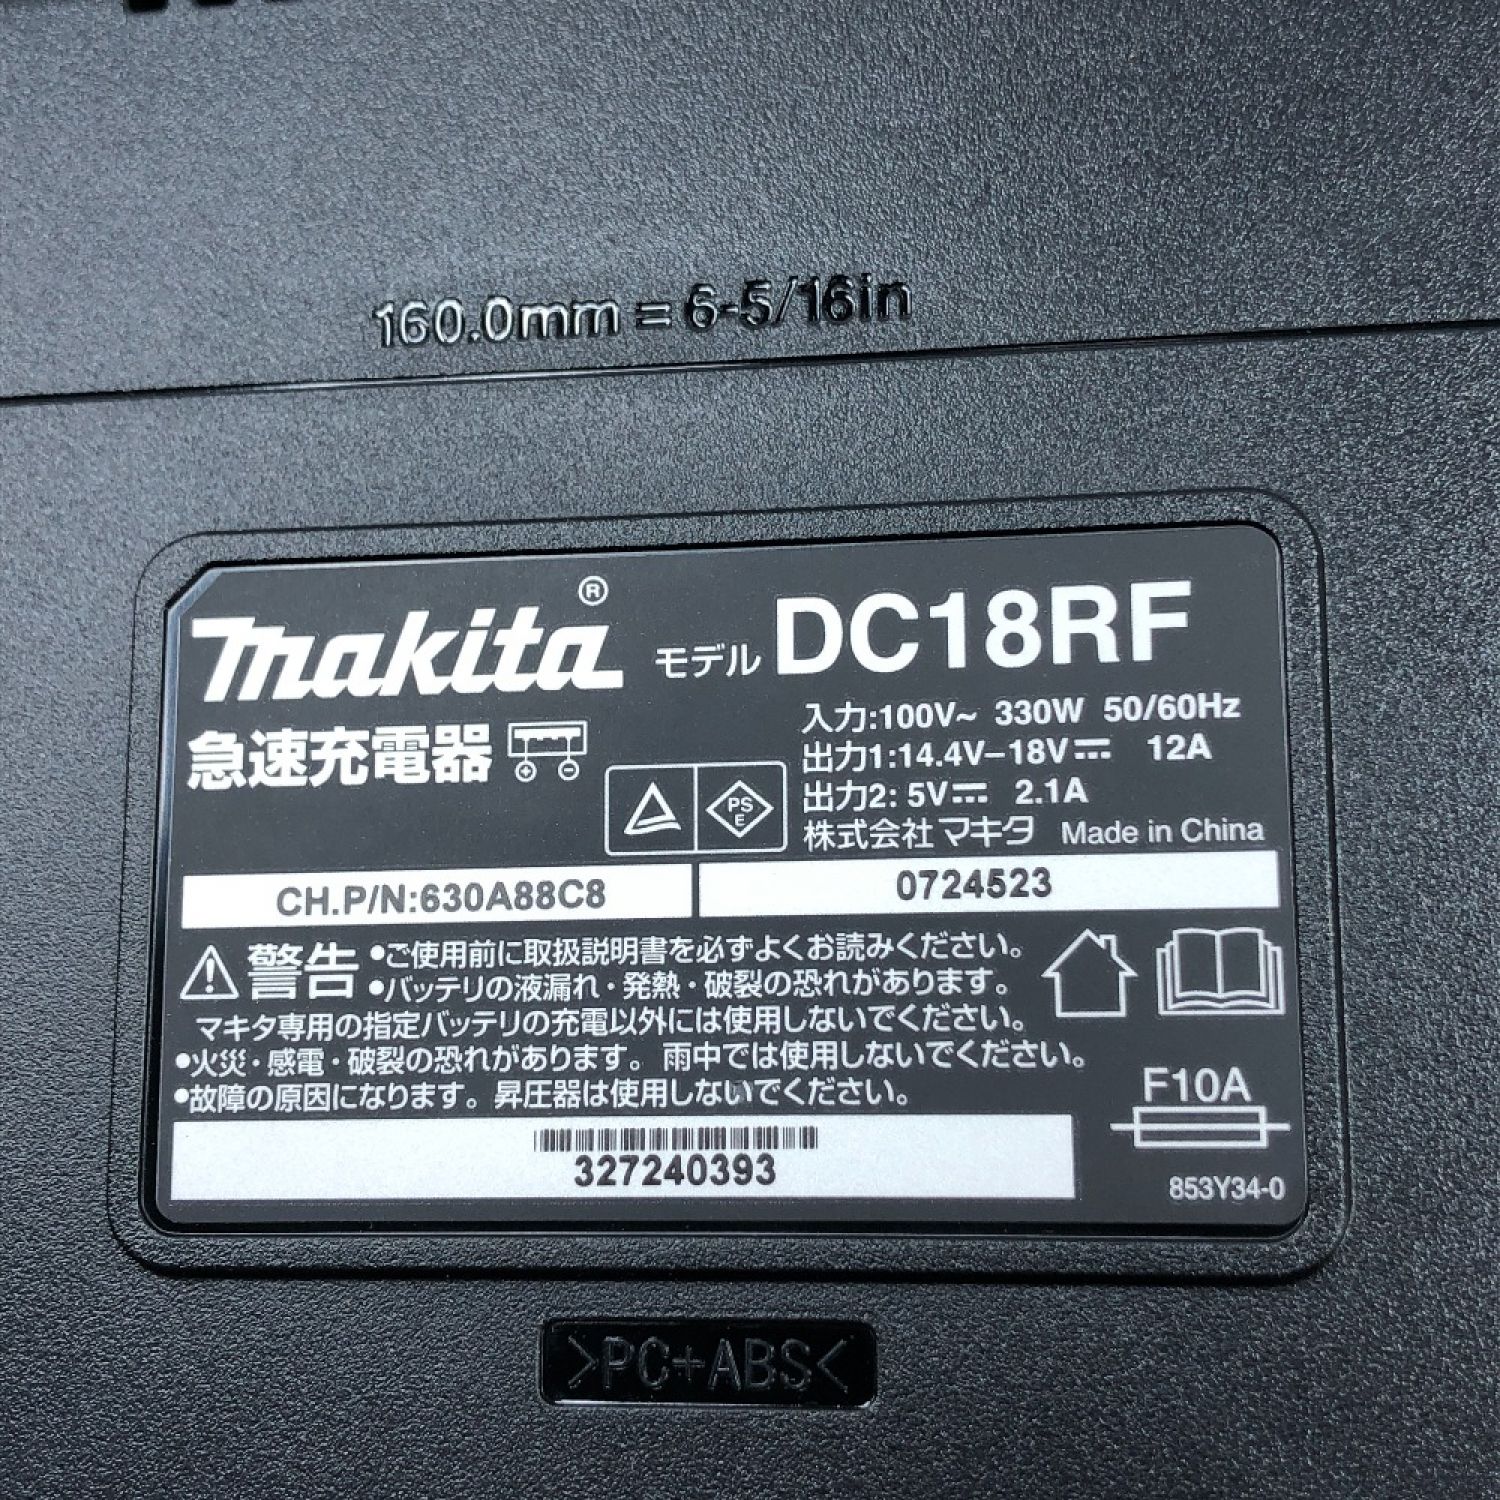 160.0mm = 6-5/16in
makita® モデル DC18RF
急速充電器
入力:100V~ 330W 50/60Hz
出力1:14.4V–18V⎓ 12A
出力2: 5V⎓ 2.1A
PS
E
株式会社マキタ Made in China
CH.P/N:630A88C8
0724523
⚠警告 •ご使用前に取扱説明書を必ずよくお読みください。
•バッテリの液漏れ・発熱・破裂の恐れがあります。
マキタ専用の指定バッテリの充電以外には使用しないでください。
•火災・感電・破裂の恐れがあります。雨中では使用しないでください。
•故障の原因になります。昇圧器は使用しないでください。
F10A
327240393
853Y34-0
>PC+ABS<